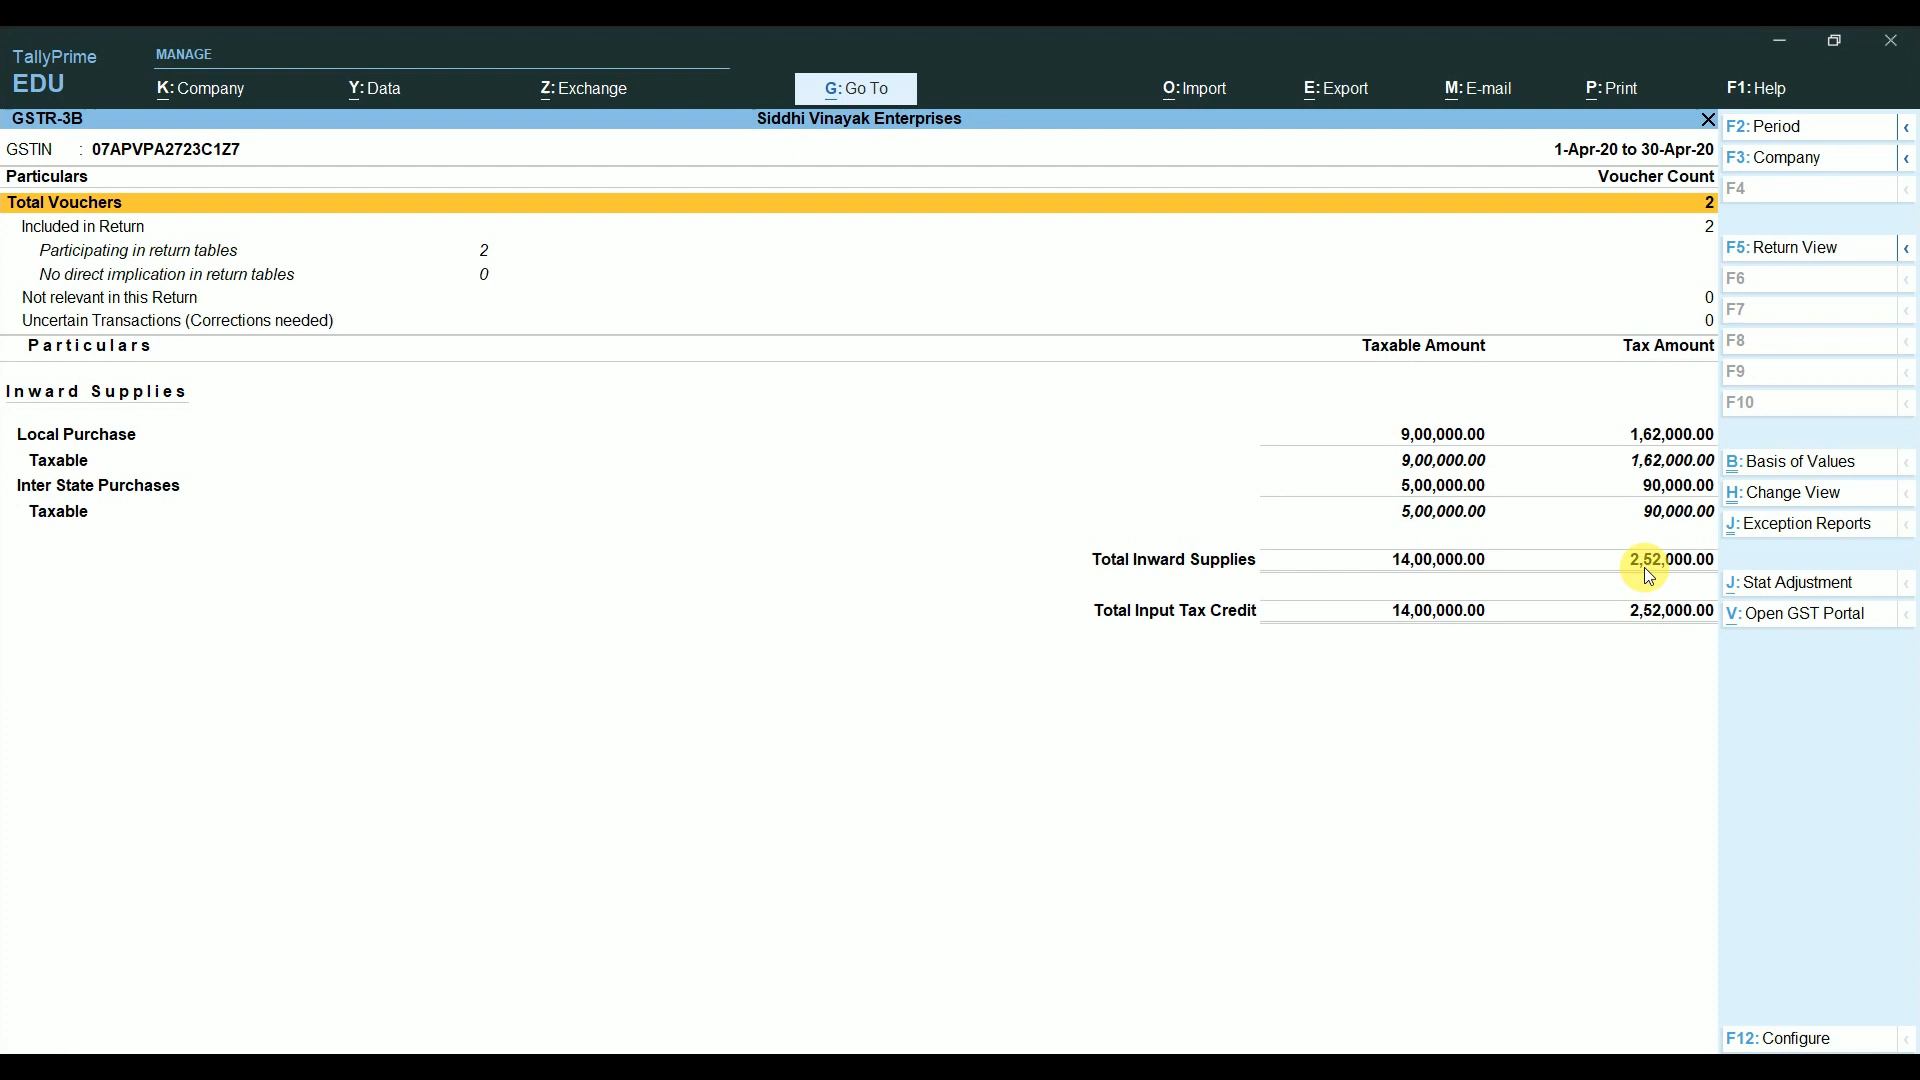 TallyPrime
EDU
MANAGE
K: Company Y: Data Z: Exchange G: Go To O: Import E: Export M: E-mail P: Print F1: Help
GSTR-3B Siddhi Vinayak Enterprises
GSTIN : 07APVPA2723C1Z7 1-Apr-20 to 30-Apr-20
Particulars Voucher Count
Total Vouchers 2
Included in Return 2
Participating in return tables 2
No direct implication in return tables 0
Not relevant in this Return 0
Uncertain Transactions (Corrections needed) 0
Particulars Taxable Amount Tax Amount
Inward Supplies
Local Purchase 9,00,000.00 1,62,000.00
Taxable 9,00,000.00 1,62,000.00
Inter State Purchases 5,00,000.00 90,000.00
Taxable 5,00,000.00 90,000.00
Total Inward Supplies 14,00,000.00 2,52,000.00
Total Input Tax Credit 14,00,000.00 2,52,000.00
F2: Period
F3: Company
F4
F5: Return View
F6
F7
F8
F9
F10
B: Basis of Values
H: Change View
J: Exception Reports
J: Stat Adjustment
V: Open GST Portal
F12: Configure